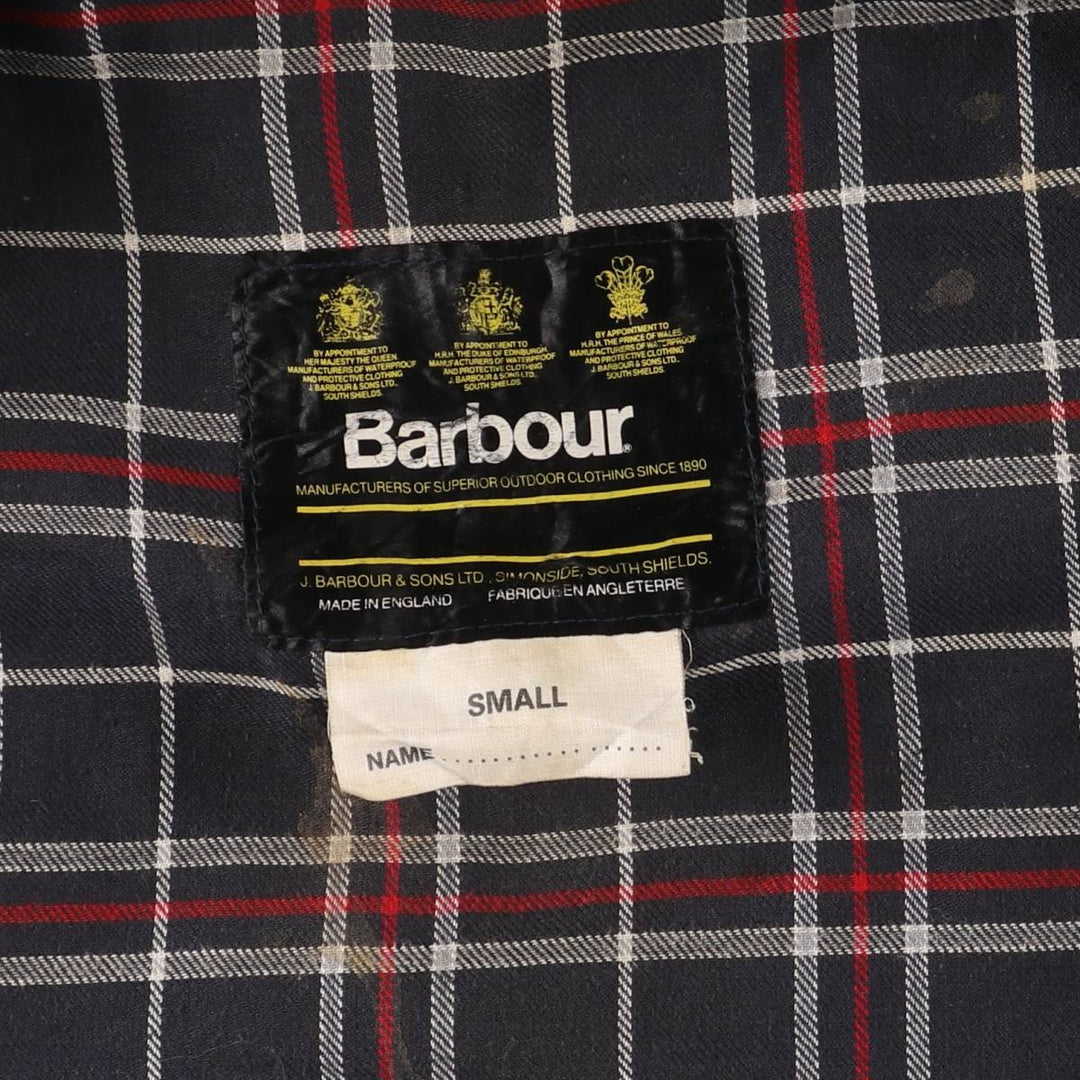 BY APPOINTMENT TO
HER MAJESTY THE QUEEN
MANUFACTURERS OF WATERPROOF
AND PROTECTIVE CLOTHING
J. BARBOUR & SONS LTD.
SOUTH SHIELDS.
BY APPOINTMENT TO
H.R.H. THE DUKE OF EDINBURGH
MANUFACTURERS OF WATERPROOF
AND PROTECTIVE CLOTHING
J. BARBOUR & SONS LTD.
SOUTH SHIELDS.
BY APPOINTMENT TO
H.R.H. THE PRINCE OF WALES
MANUFACTURERS OF WATERPROOF
AND PROTECTIVE CLOTHING
J. BARBOUR & SONS LTD.
SOUTH SHIELDS.
Barbour®
MANUFACTURERS OF SUPERIOR OUTDOOR CLOTHING SINCE 1890
J. BARBOUR & SONS LTD., SIMONSIDE, SOUTH SHIELDS.
MADE IN ENGLAND FABRIQUE EN ANGLETERRE
SMALL
NAME......................